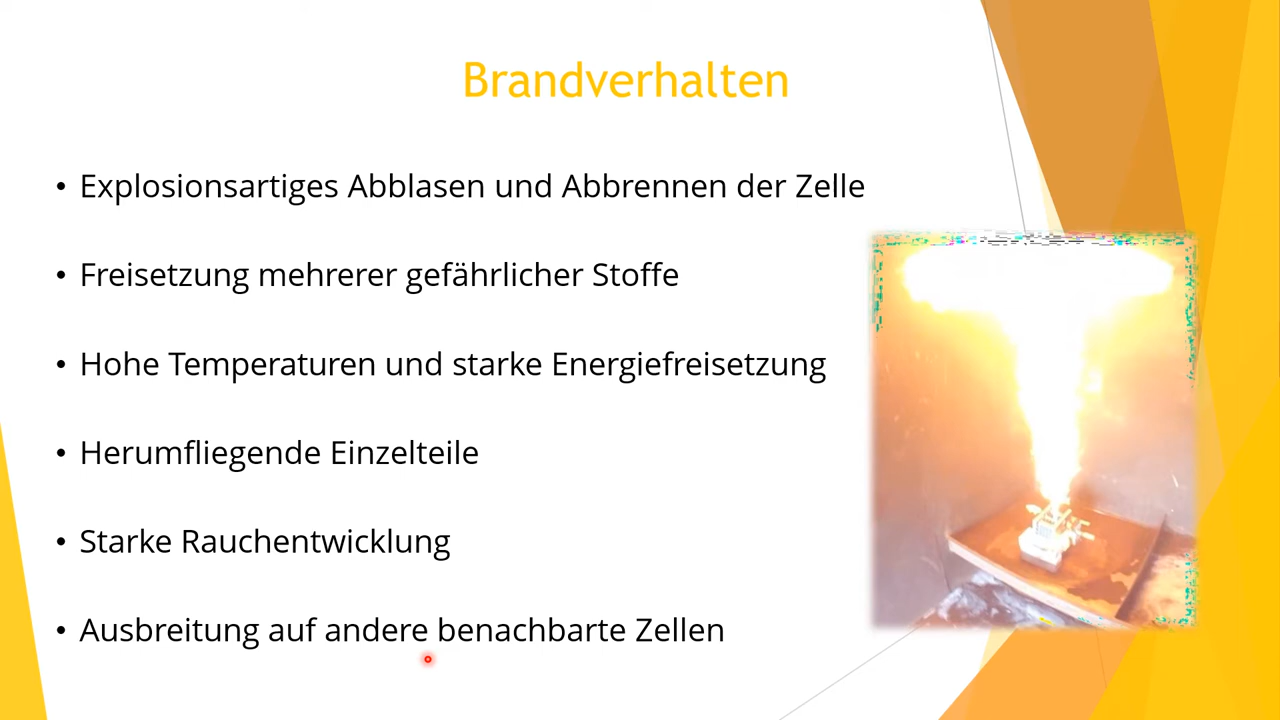 Brandverhalten
• Explosionsartiges Abblasen und Abbrennen der Zelle
• Freisetzung mehrerer gefährlicher Stoffe
• Hohe Temperaturen und starke Energiefreisetzung
• Herumfliegende Einzelteile
• Starke Rauchentwicklung
• Ausbreitung auf andere benachbarte Zellen